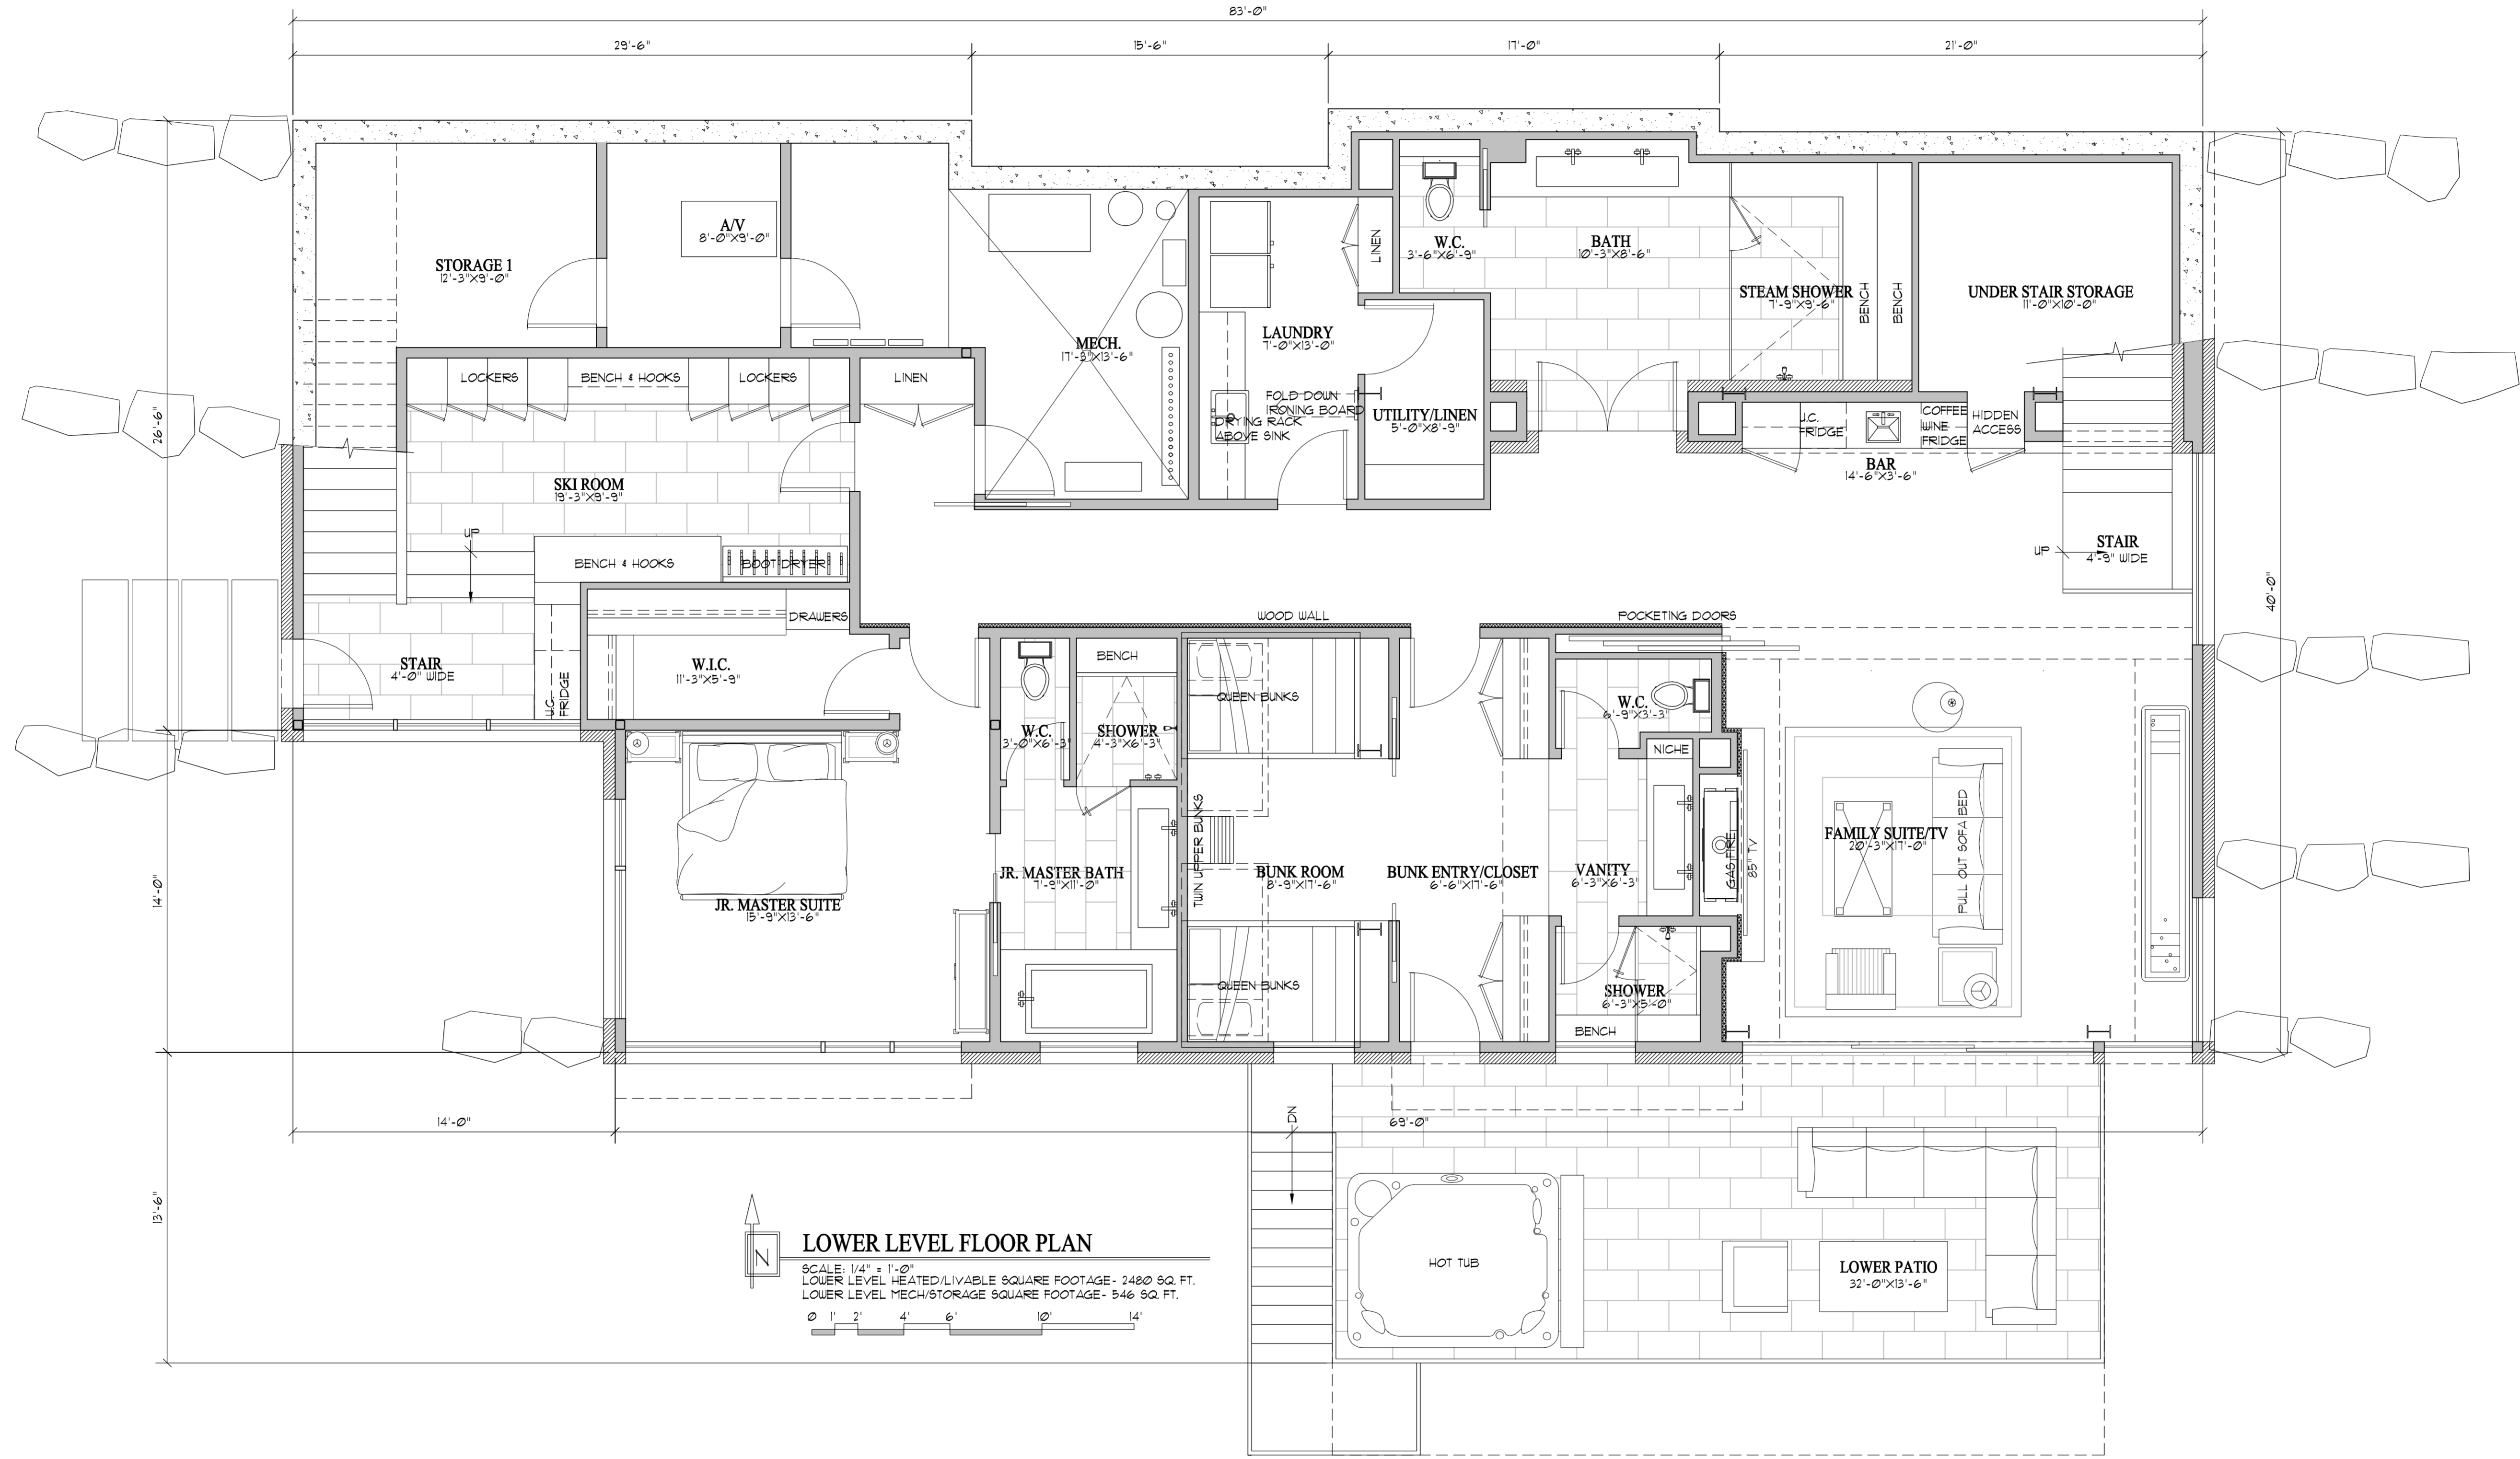 83'-0"
29'-6"
15'-6"
17'-0"
21'-0"
26'-6"
14'-0"
13'-6"
40'-0"
A/V
8'-0"X9'-0"
STORAGE 1
12'-3"X9'-0"
MECH.
17'-3"X13'-6"
LINEN
W.C.
3'-6"X6'-9"
BATH
10'-3"X8'-6"
STEAM SHOWER
7'-9"X9'-6"
BENCH
BENCH
UNDER STAIR STORAGE
11'-0"X10'-0"
LAUNDRY
7'-0"X13'-0"
LOCKERS
BENCH & HOOKS
LOCKERS
LINEN
FOLD DOWN
IRONING BOARD
DRYING RACK
ABOVE SINK
UTILITY/LINEN
5'-0"X8'-9"
U.C.
FRIDGE
COFFEE
WINE
FRIDGE
HIDDEN
ACCESS
BAR
14'-6"X3'-6"
SKI ROOM
19'-3"X9'-9"
UP
BENCH & HOOKS
BOOT DRYER
UP
STAIR
4'-9" WIDE
DRAWERS
WOOD WALL
POCKETING DOORS
STAIR
4'-0" WIDE
U.C.
FRIDGE
W.I.C.
11'-3"X5'-9"
BENCH
W.C.
3'-0"X6'-3"
SHOWER
4'-3"X6'-3"
QUEEN BUNKS
W.C.
6'-9"X3'-3"
NICHE
TWIN UPPER BUNKS
JR. MASTER SUITE
15'-9"X13'-6"
JR. MASTER BATH
7'-9"X11'-0"
BUNK ROOM
8'-9"X17'-6"
BUNK ENTRY/CLOSET
6'-6"X17'-6"
VANITY
6'-3"X6'-3"
GAS FIRE
85" TV
FAMILY SUITE/TV
20'-3"X17'-0"
PULL OUT SOFA BED
QUEEN BUNKS
SHOWER
6'-3"X5'-0"
BENCH
14'-0"
69'-0"
DN
HOT TUB
LOWER PATIO
32'-0"X13'-6"
N
LOWER LEVEL FLOOR PLAN
SCALE: 1/4" = 1'-0"
LOWER LEVEL HEATED/LIVABLE SQUARE FOOTAGE- 2480 SQ. FT.
LOWER LEVEL MECH/STORAGE SQUARE FOOTAGE- 546 SQ. FT.
0 1' 2' 4' 6' 10' 14'